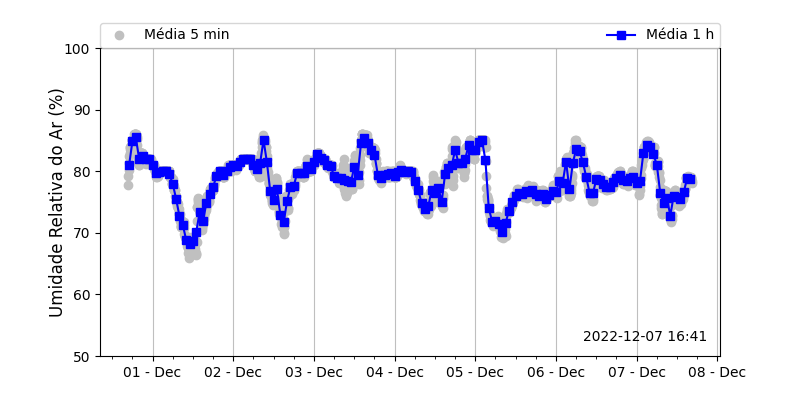 Média 5 min
Média 1 h
Umidade Relativa do Ar (%)
100
90
80
70
60
50
2022-12-07 16:41
01 - Dec
02 - Dec
03 - Dec
04 - Dec
05 - Dec
06 - Dec
07 - Dec
08 - Dec